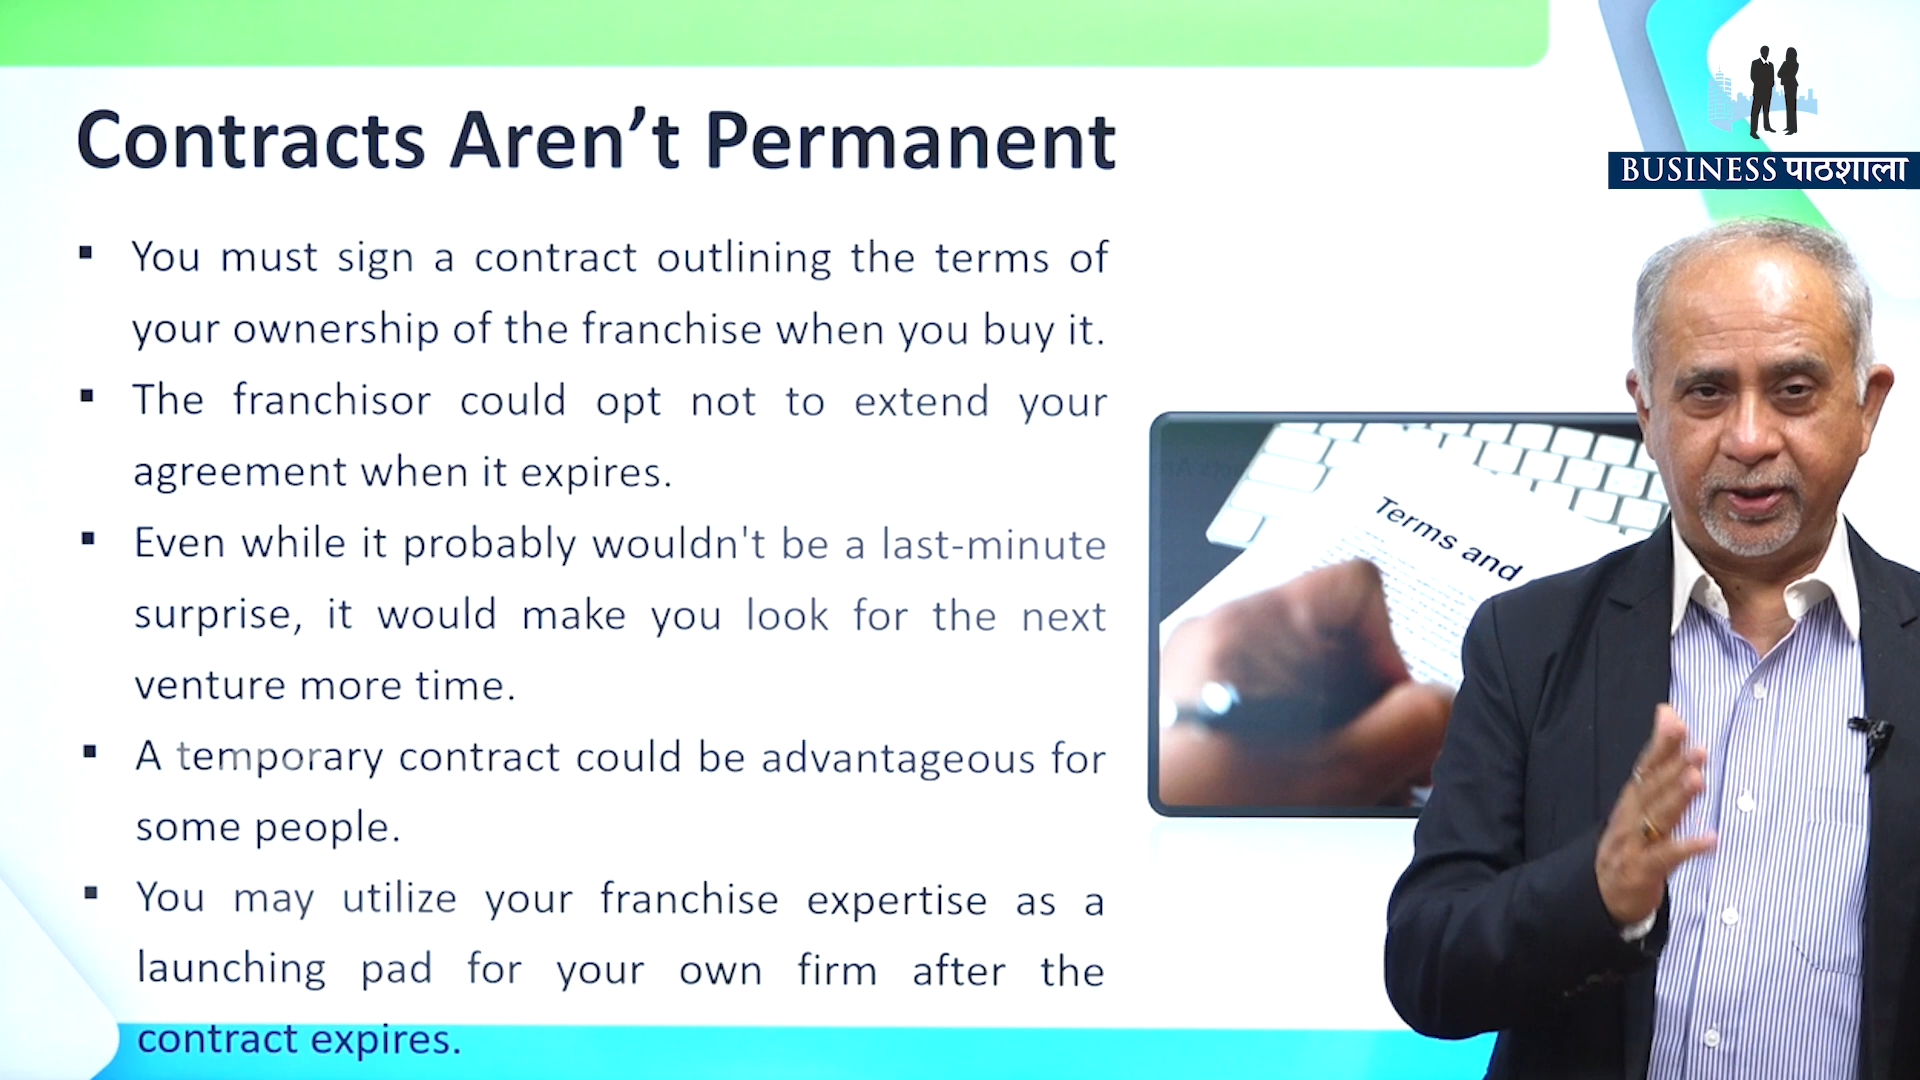 BUSINESS पाठशाला
Contracts Aren’t Permanent
▪ You must sign a contract outlining the terms of
your ownership of the franchise when you buy it.
▪ The franchisor could opt not to extend your
agreement when it expires.
▪ Even while it probably wouldn't be a last-minute
surprise, it would make you look for the next
venture more time.
▪ A temporary contract could be advantageous for
some people.
▪ You may utilize your franchise expertise as a
launching pad for your own firm after the
contract expires.
Terms and